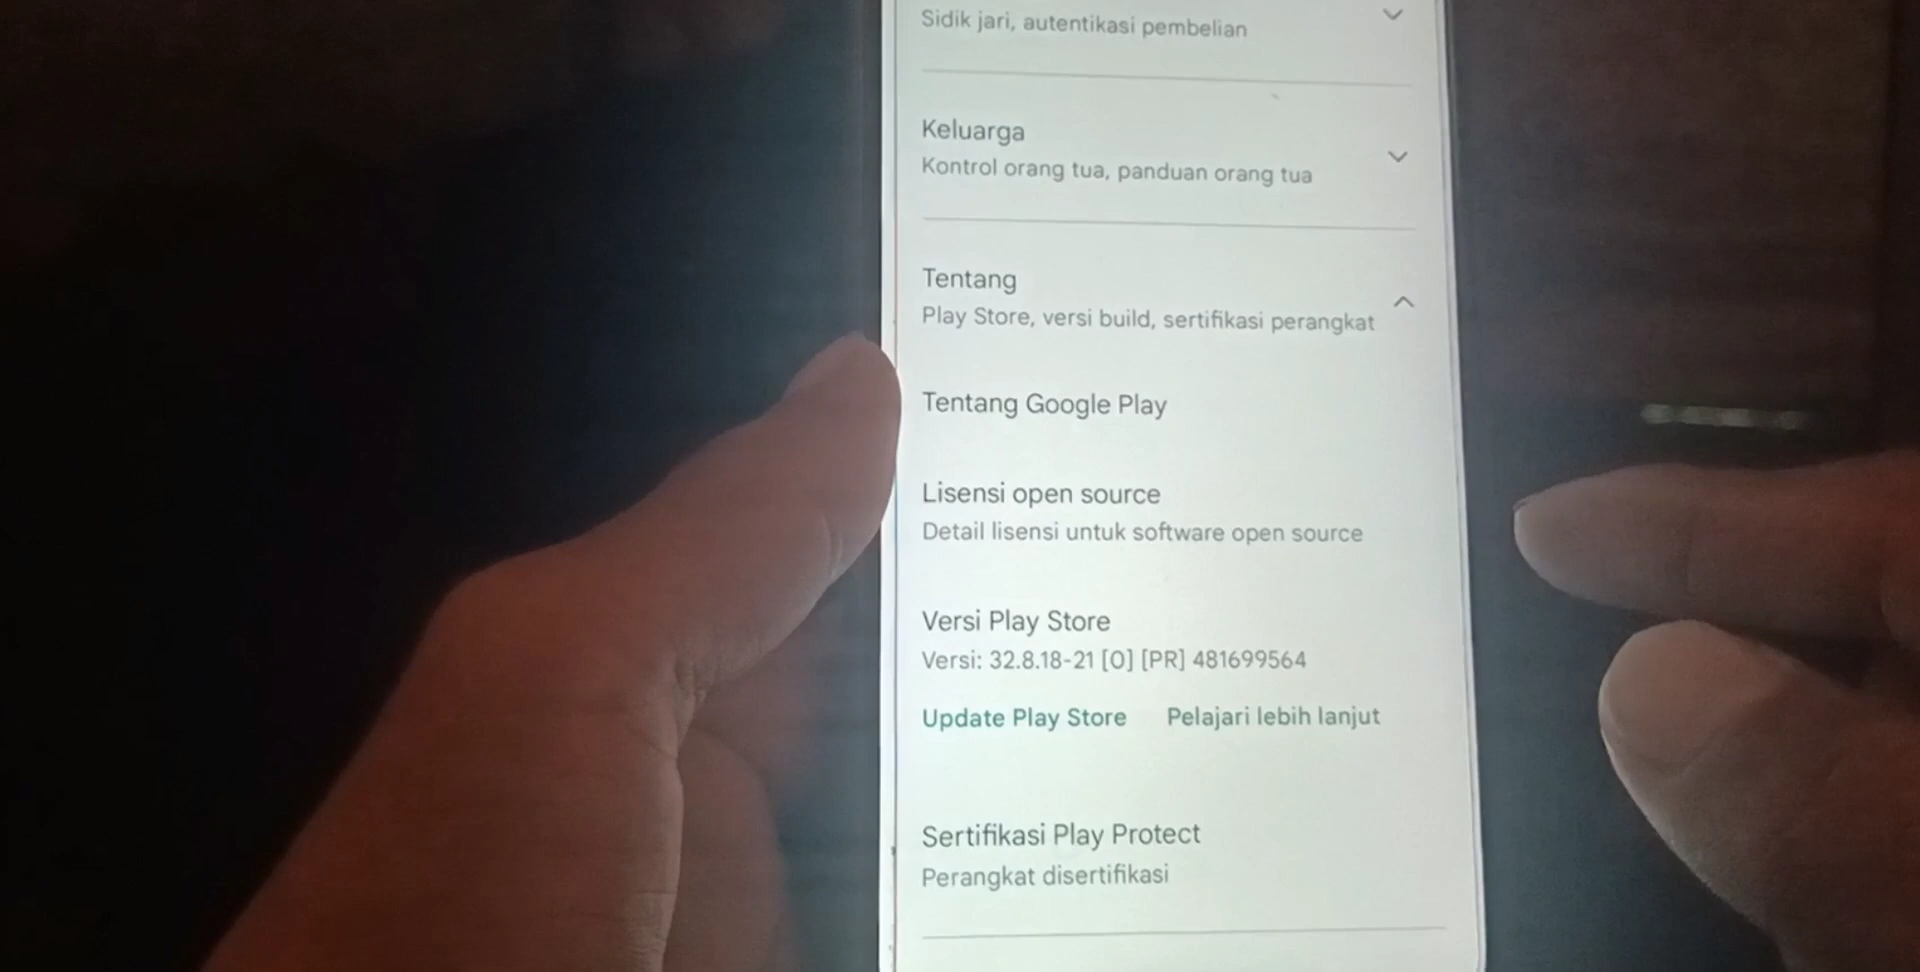 Sidik jari, autentikasi pembelian
Keluarga
Kontrol orang tua, panduan orang tua
Tentang
Play Store, versi build, sertifikasi perangkat
Tentang Google Play
Lisensi open source
Detail lisensi untuk software open source
Versi Play Store
Versi: 32.8.18-21 [0] [PR] 481699564
Update Play Store Pelajari lebih lanjut
Sertifikasi Play Protect
Perangkat disertifikasi